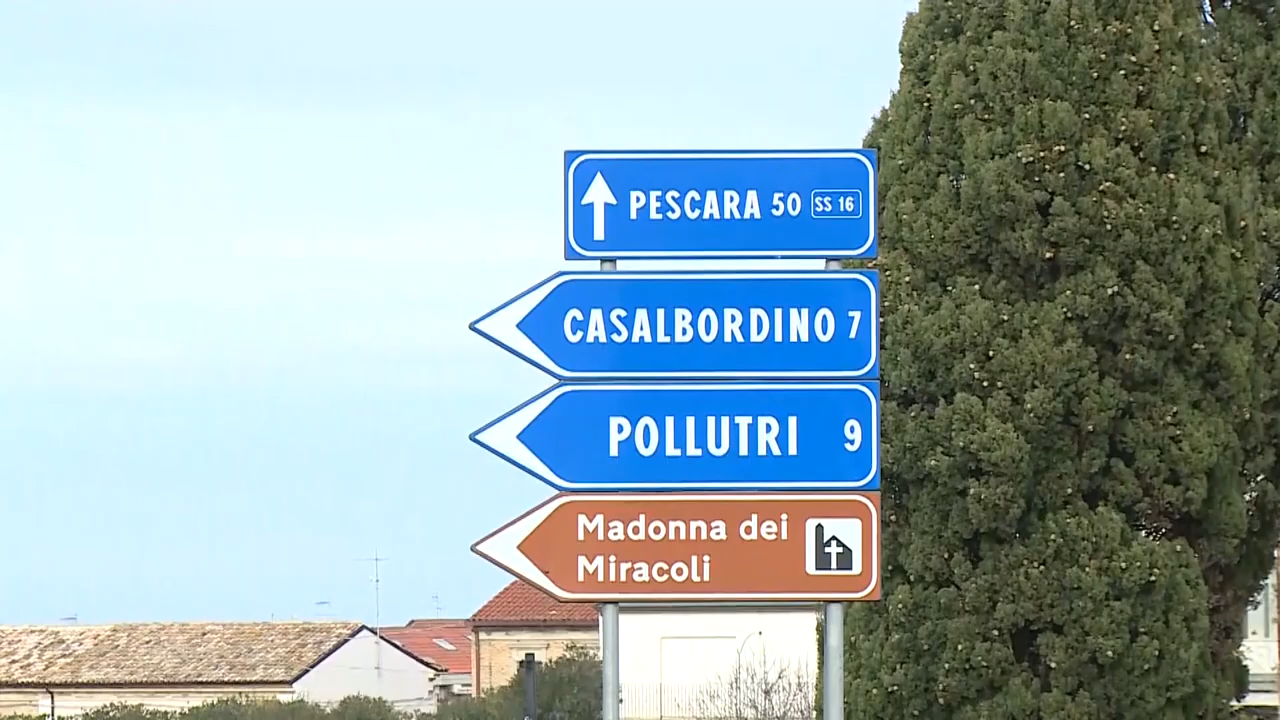 PESCARA 50 SS 16
CASALBORDINO 7
POLLUTRI 9
Madonna dei
Miracoli